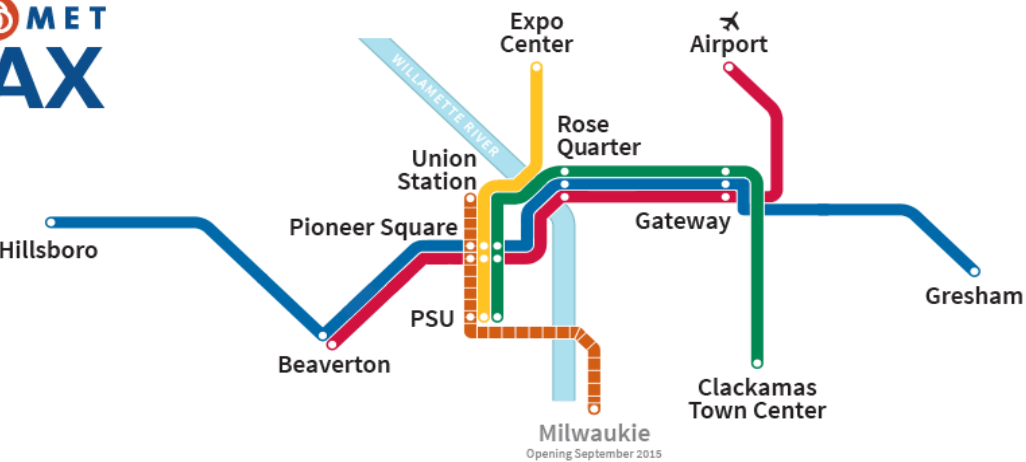 MET
AX
Expo
Center
Airport
WILLAMETTE RIVER
Rose
Quarter
Union
Station
Pioneer Square
Gateway
Hillsboro
Gresham
PSU
Beaverton
Clackamas
Town Center
Milwaukie
Opening September 2015